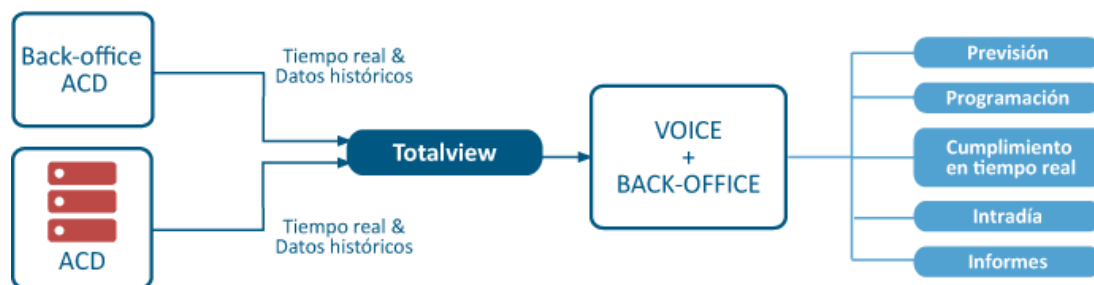 Back-office
ACD
Tiempo real &
Datos históricos
ACD
Tiempo real &
Datos históricos
Totalview
VOICE
+
BACK-OFFICE
Previsión
Programación
Cumplimiento
en tiempo real
Intradía
Informes